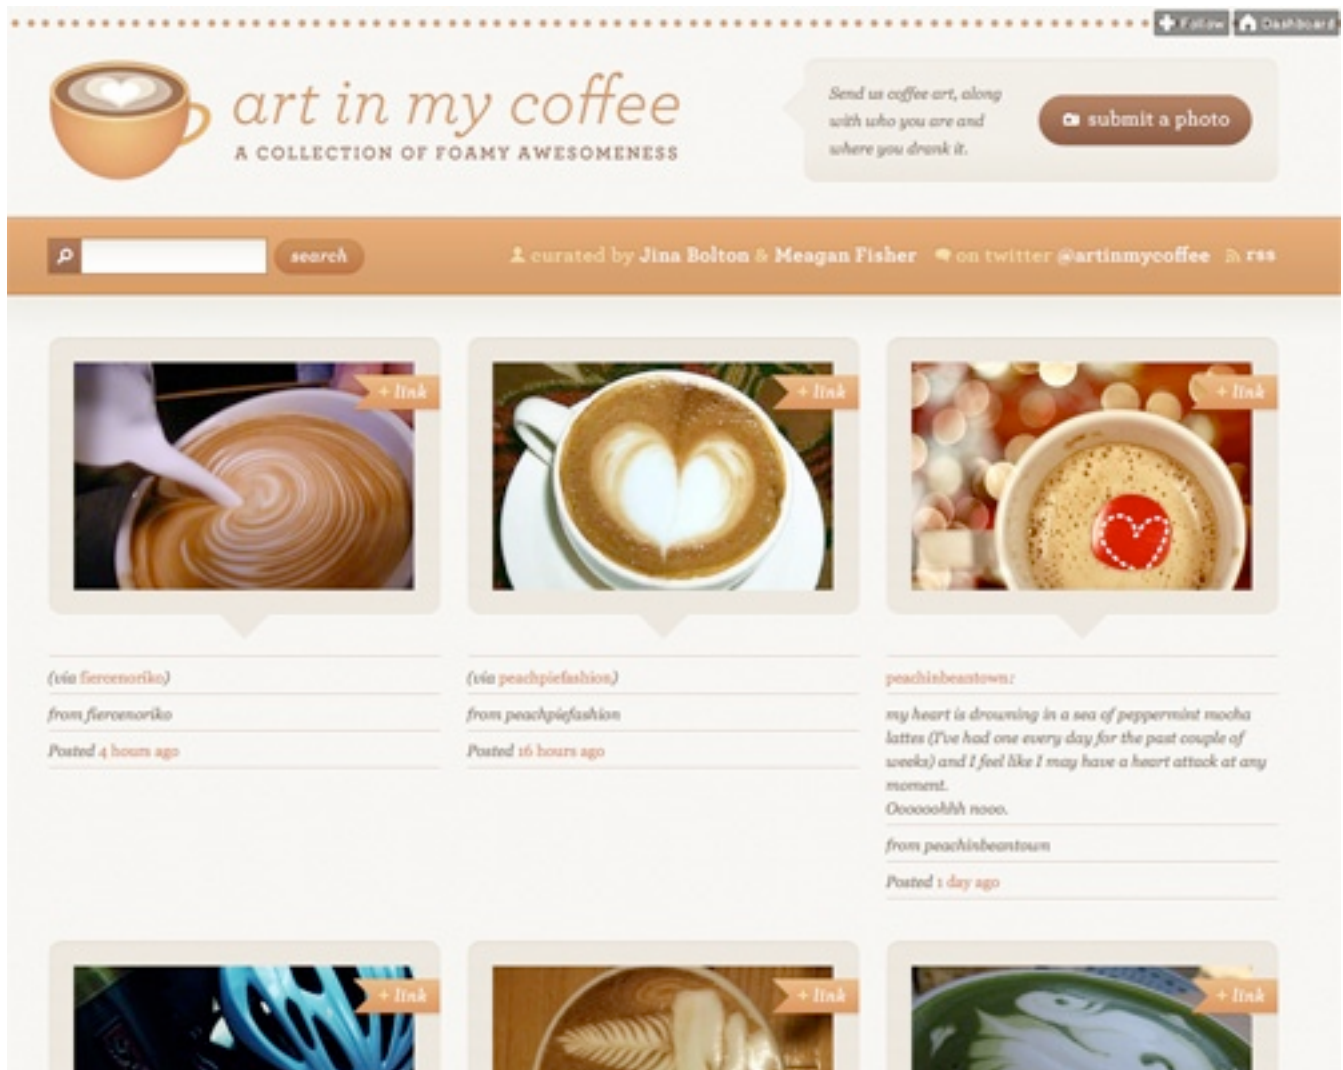 Follow
Dashboard
art in my coffee
A COLLECTION OF FOAMY AWESOMENESS
Send us coffee art, along
with who you are and
where you drank it.
submit a photo
search
curated by Jina Bolton & Meagan Fisher
on twitter @artinmycoffee
rss
+ link
+ link
+ link
(via fiercenoriko)
from fiercenoriko
Posted 4 hours ago
(via peachpiefashion)
from peachpiefashion
Posted 16 hours ago
peachinbeantown:
my heart is drowning in a sea of peppermint mocha
lattes (I've had one every day for the past couple of
weeks) and I feel like I may have a heart attack at any
moment.
Oooooohhh nooo.
from peachinbeantown
Posted 1 day ago
+ link
+ link
+ link